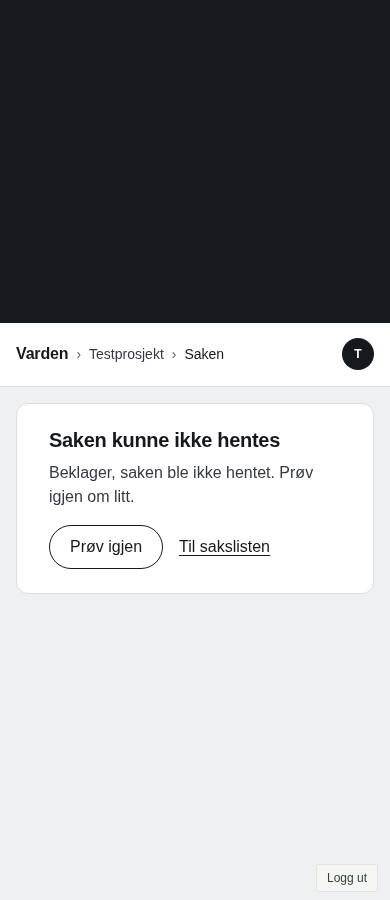 Varden › Testprosjekt › Saken T
Saken kunne ikke hentes
Beklager, saken ble ikke hentet. Prøv
igjen om litt.
Prøv igjen Til sakslisten
Logg ut